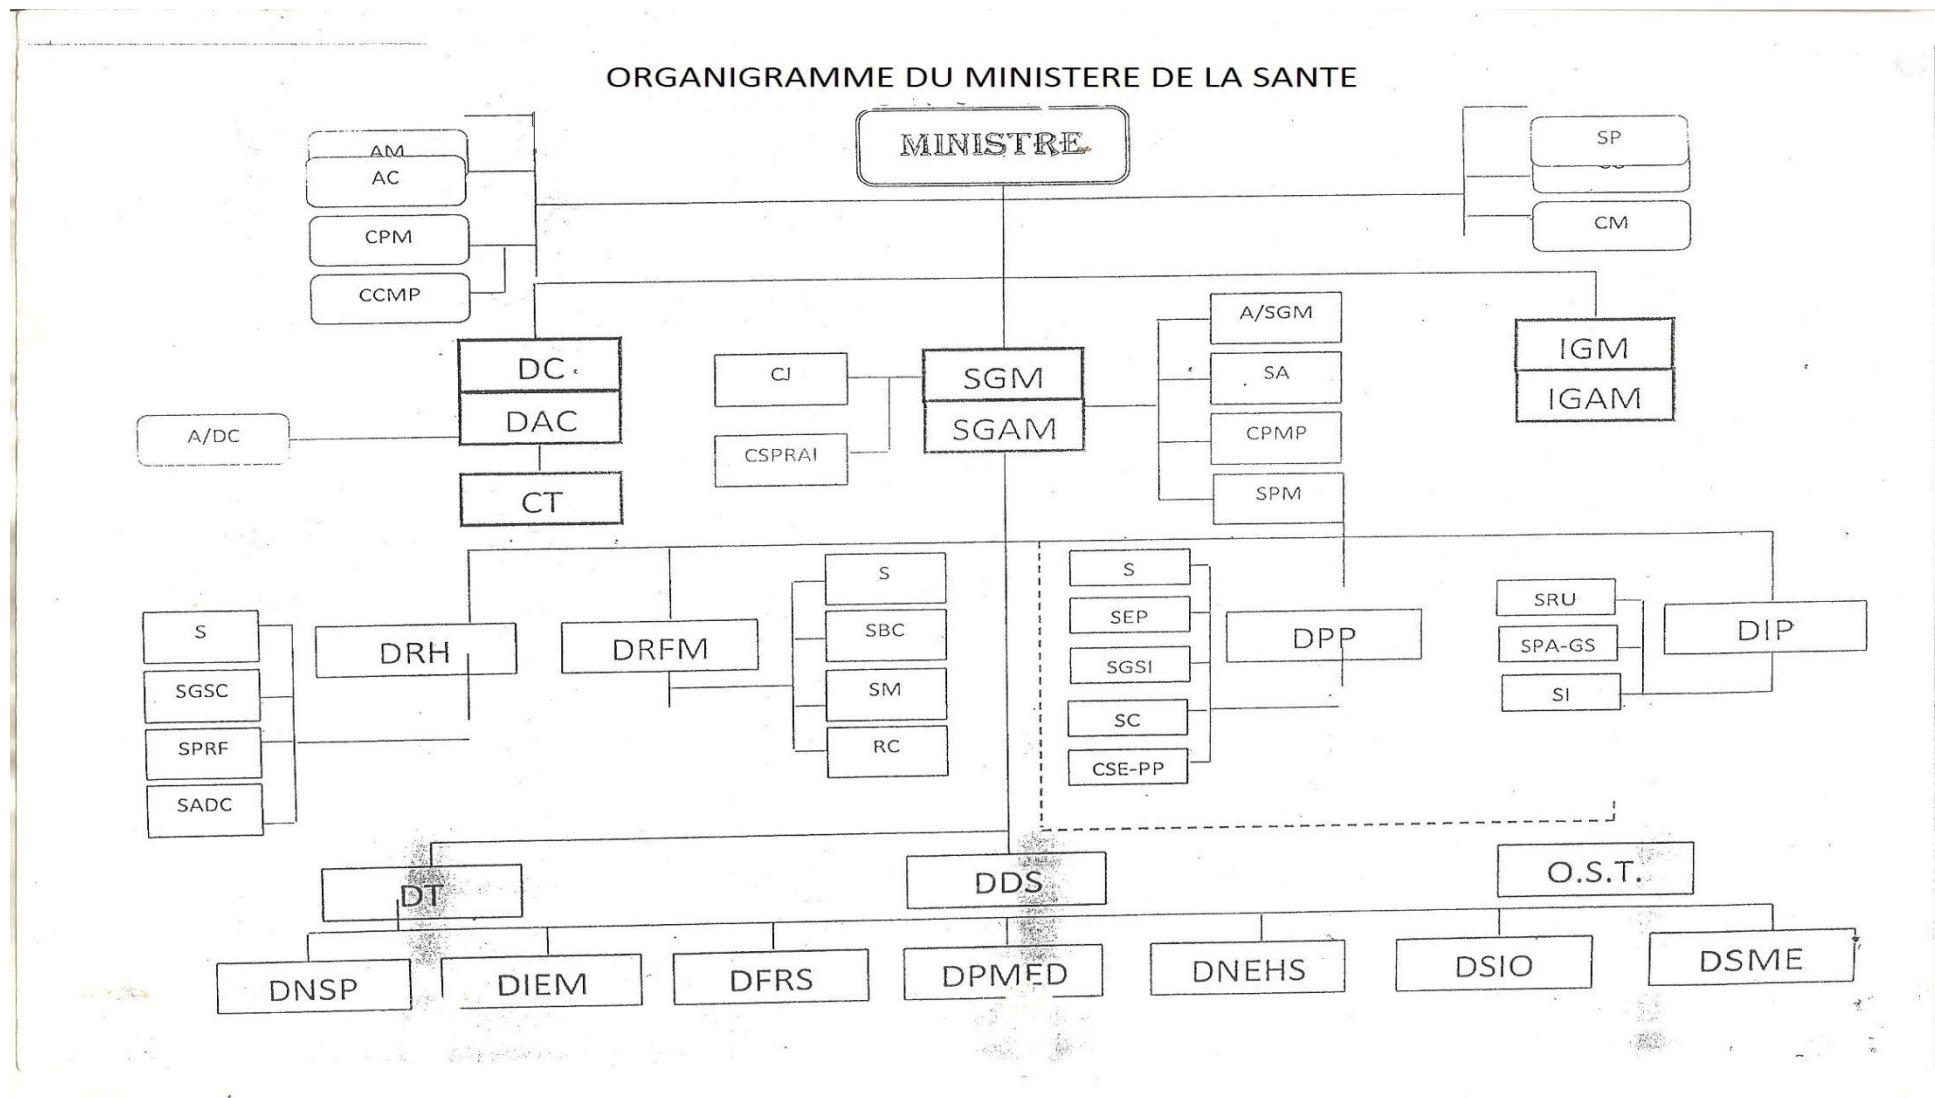 ORGANIGRAMME DU MINISTERE DE LA SANTE
MINISTRE
AM
AC
CPM
CCMP
SP
CM
DC
DAC
CT
A/DC
CJ
CSPRAI
SGM
SGAM
A/SGM
SA
CPMP
SPM
IGM
IGAM
S
SGSC
SPRF
SADC
DRH
DRFM
S
SBC
SM
RC
S
SEP
SGSI
SC
CSE-PP
DPP
SRU
SPA-GS
SI
DIP
DT
DDS
O.S.T.
DNSP
DIEM
DFRS
DPMED
DNEHS
DSIO
DSME